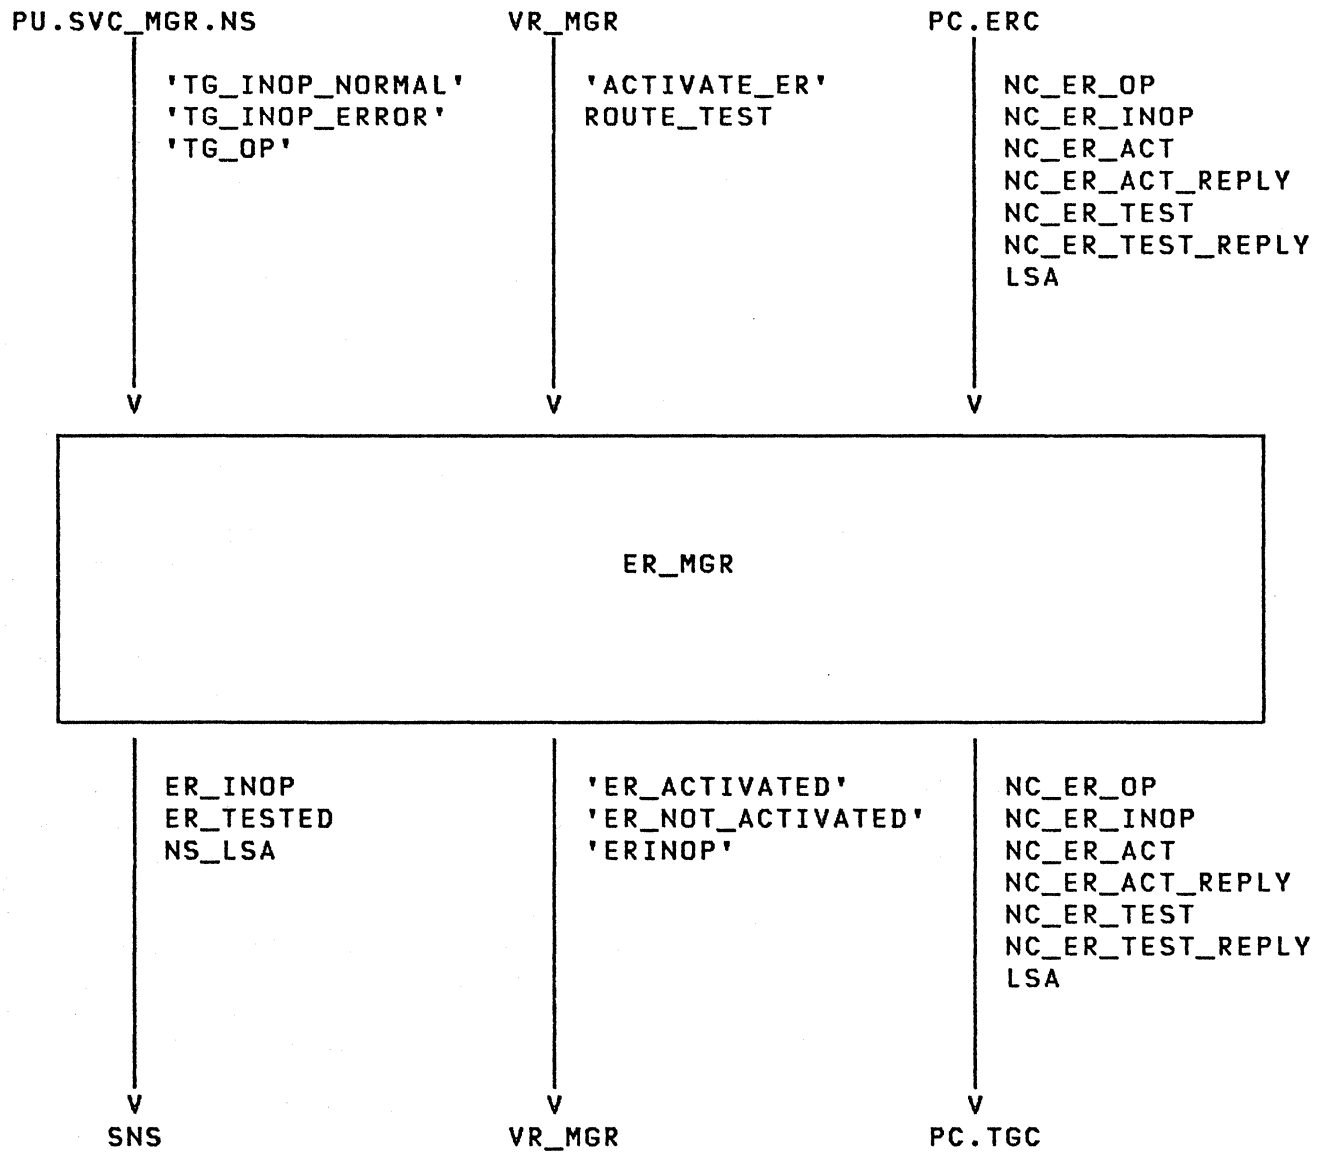 PU.SVC_MGR.NS VR_MGR PC.ERC
'TG_INOP_NORMAL' 'ACTIVATE_ER' NC_ER_OP
'TG_INOP_ERROR' ROUTE_TEST NC_ER_INOP
'TG_OP' NC_ER_ACT
NC_ER_ACT_REPLY
NC_ER_TEST
NC_ER_TEST_REPLY
LSA
V V V
ER_MGR
ER_INOP 'ER_ACTIVATED' NC_ER_OP
ER_TESTED 'ER_NOT_ACTIVATED' NC_ER_INOP
NS_LSA 'ERINOP' NC_ER_ACT
NC_ER_ACT_REPLY
NC_ER_TEST
NC_ER_TEST_REPLY
LSA
V V V
SNS VR_MGR PC.TGC